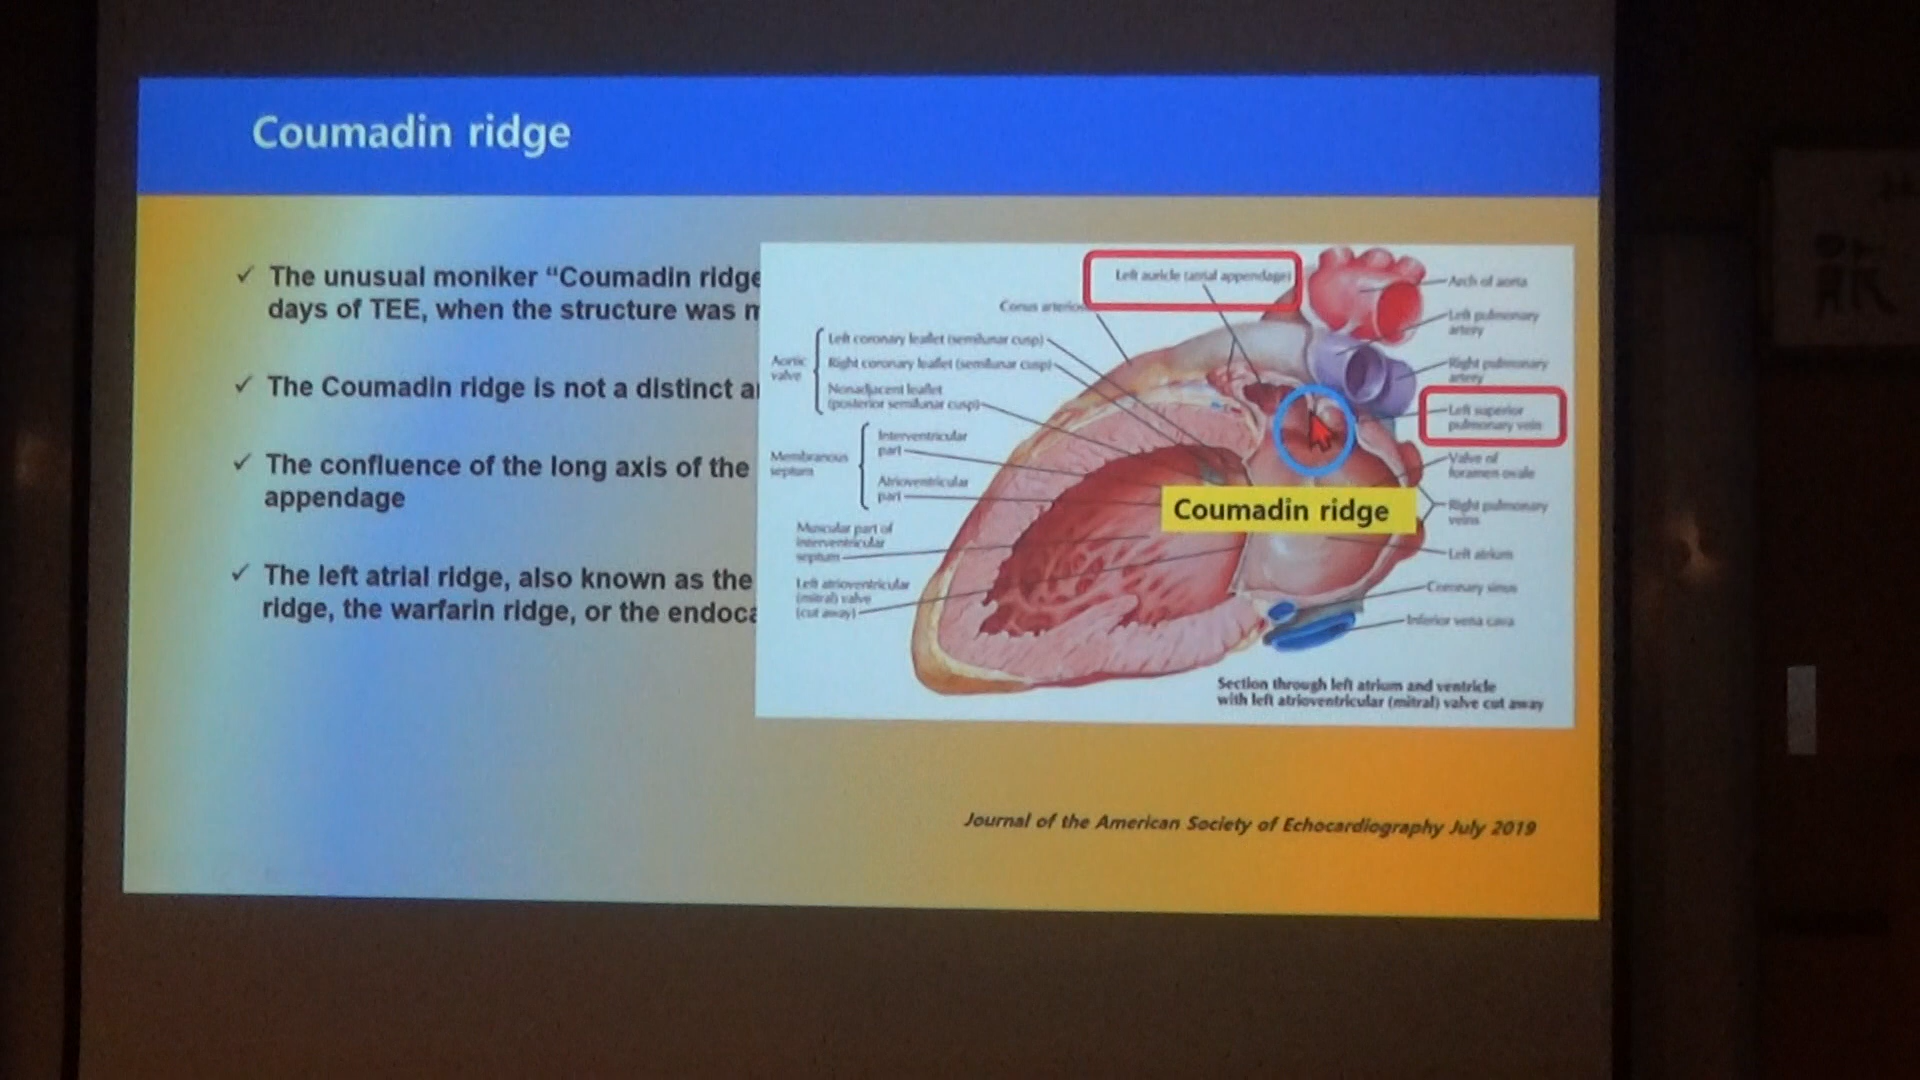 Coumadin ridge
✓ The unusual moniker “Coumadin ridge
days of TEE, when the structure was
✓ The Coumadin ridge is not a distinct
✓ The confluence of the long axis of the
appendage
✓ The left atrial ridge, also known as the
ridge, the warfarin ridge, or the
Left auricle (atrial appendage)
Conus arterios
Left coronary leaflet (semilunar cusp)
Aortic valve
Right coronary leaflet (semilunar cusp)
Nonadjacent leaflet
(posterior semilunar cusp)
Interventricular
part
Membranous
septum
Atrioventricular
part
Muscular part of
interventricular
septum
Left atrioventricular
(mitral) valve
(cut away)
Arch of aorta
Left pulmonary
artery
Right pulmonary
artery
Left superior
pulmonary vein
Valve of
foramen ovale
Right pulmonary
veins
Left atrium
Coronary sinus
Inferior vena cava
Coumadin ridge
Section through left atrium and ventricle
with left atrioventricular (mitral) valve cut away
Journal of the American Society of Echocardiography July 2019